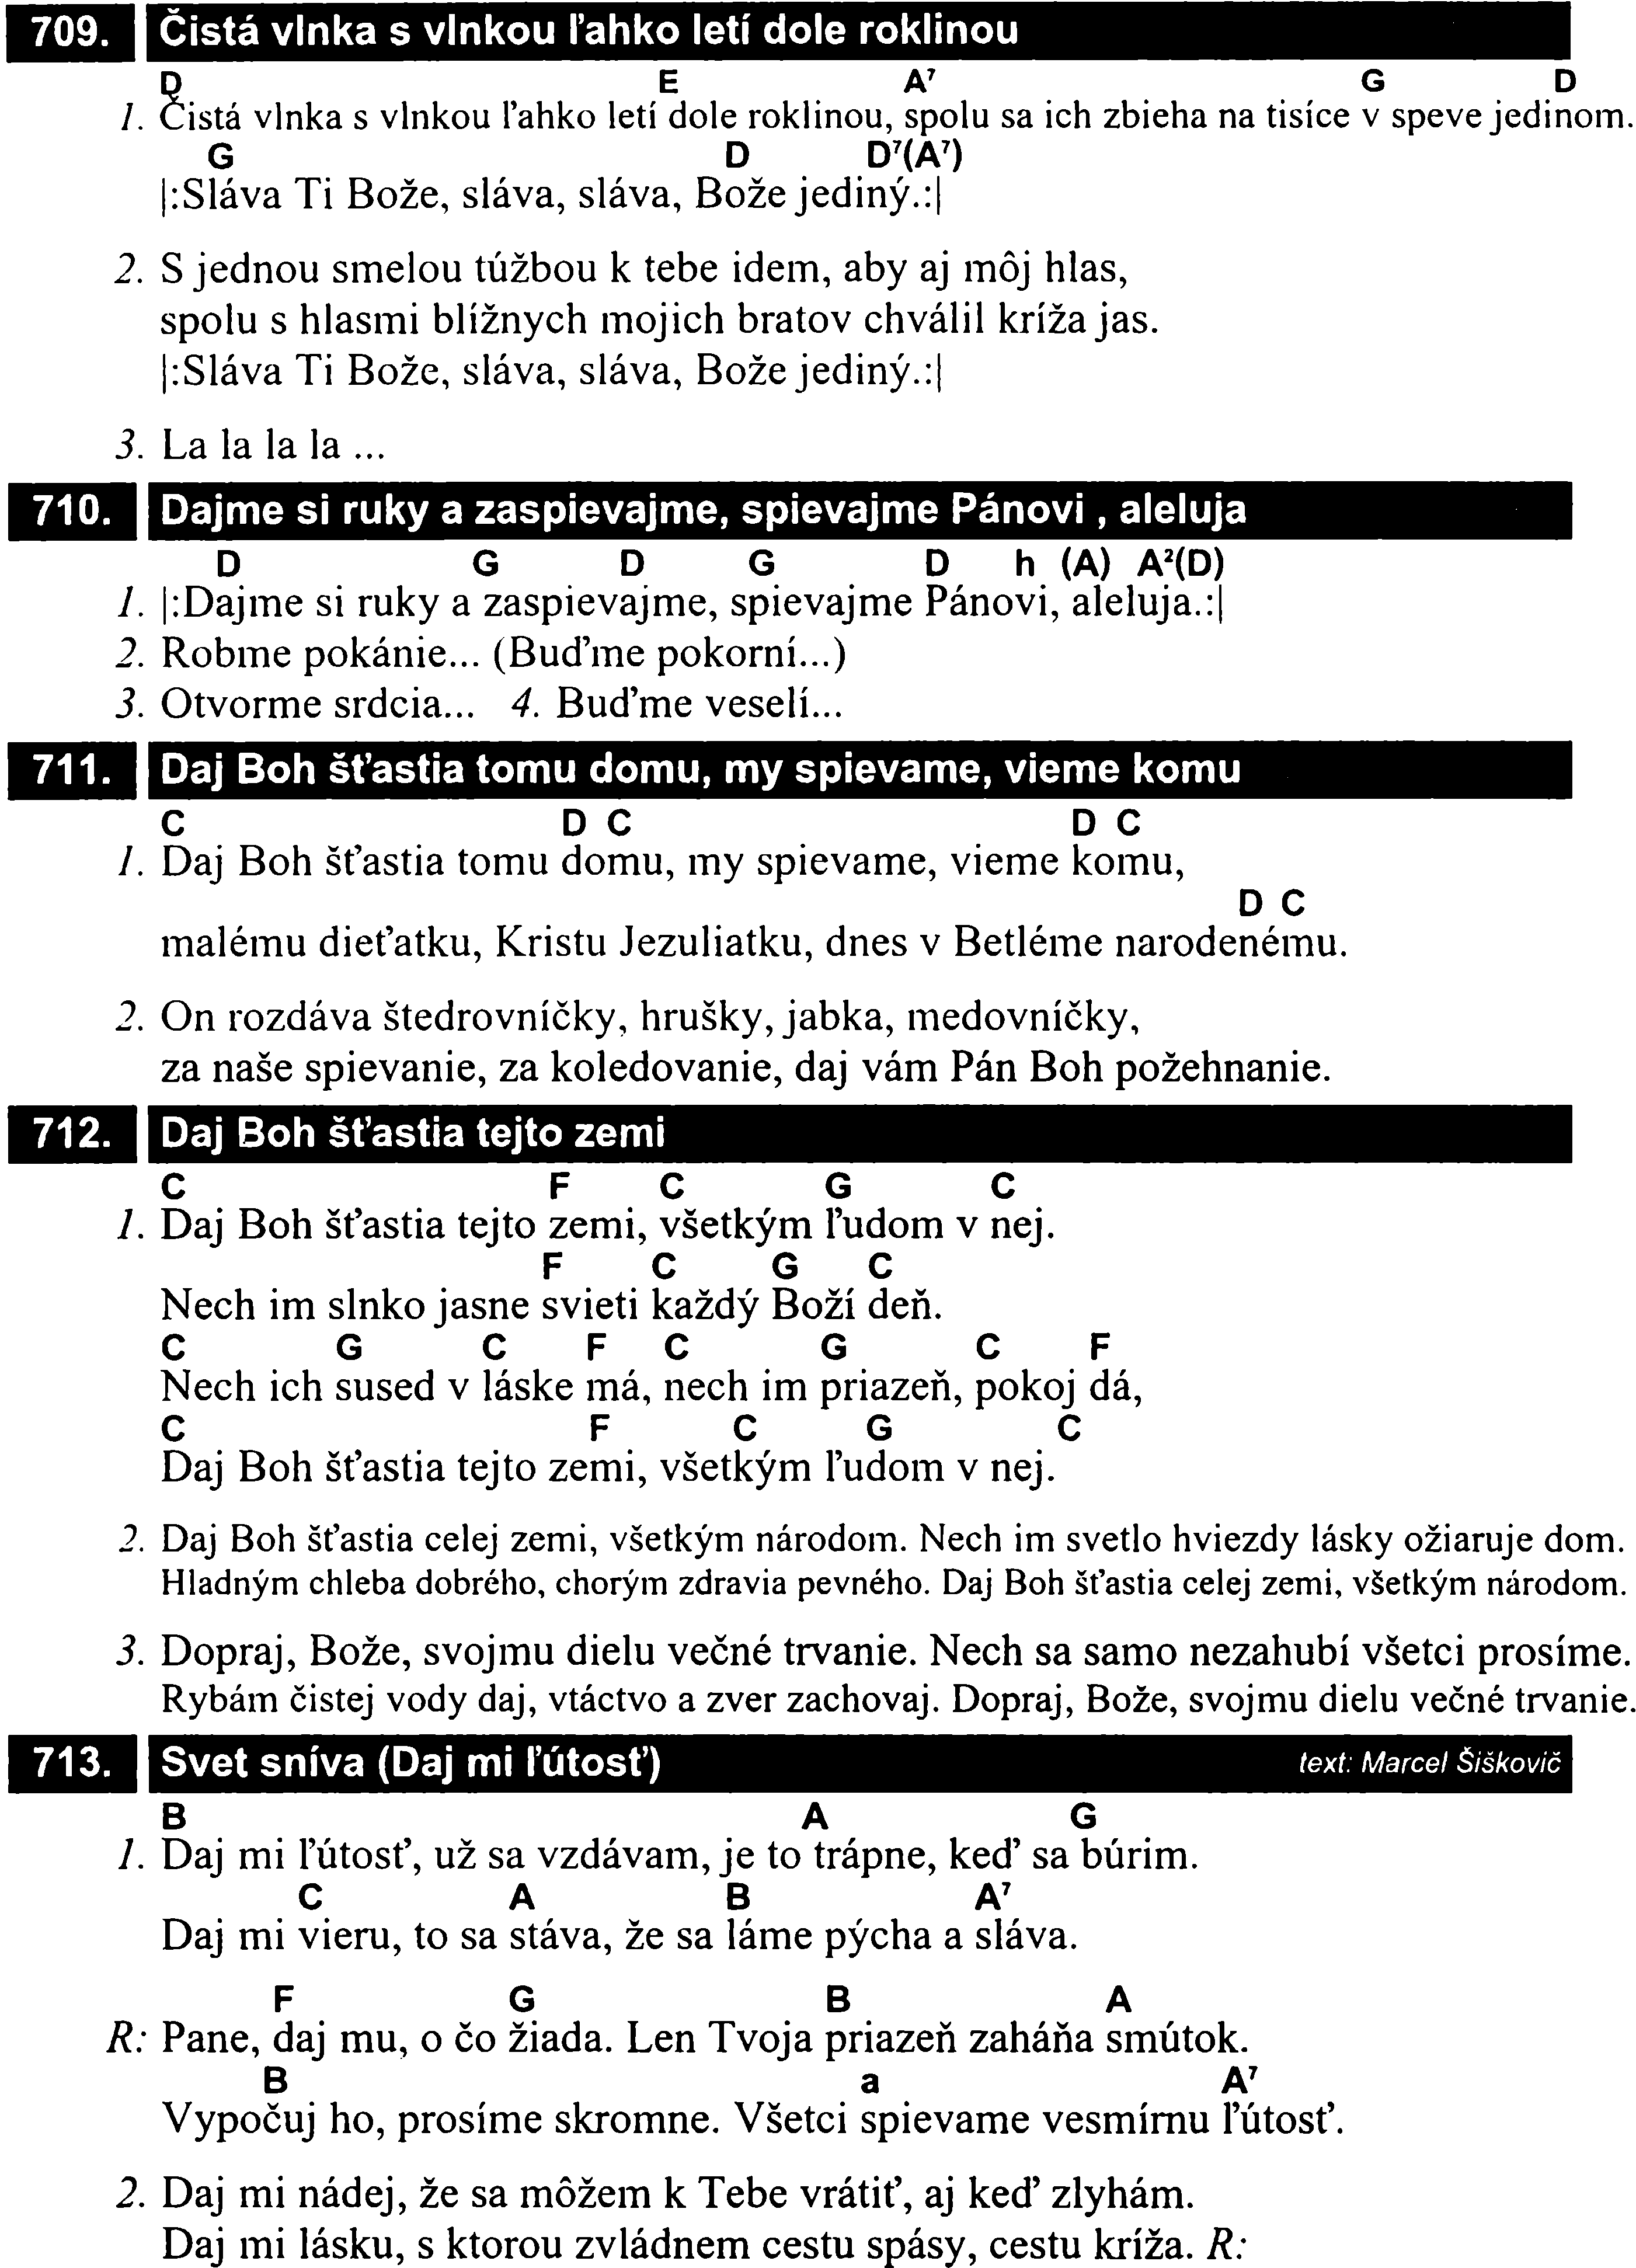 709. Čistá vlnka s vlnkou ľahko letí dole roklinou
D E A⁷ G D
1. Čistá vlnka s vlnkou ľahko letí dole roklinou, spolu sa ich zbieha na tisíce v speve jedinom.
G D D⁷(A⁷)
|:Sláva Ti Bože, sláva, sláva, Bože jediný.:|
2. S jednou smelou túžbou k tebe idem, aby aj môj hlas,
spolu s hlasmi blížnych mojich bratov chválil kríža jas.
|:Sláva Ti Bože, sláva, sláva, Bože jediný.:|
3. La la la la ...
710. Dajme si ruky a zaspievajme, spievajme Pánovi , aleluja
D G D G D h (A) A²(D)
1. |:Dajme si ruky a zaspievajme, spievajme Pánovi, aleluja.:|
2. Robme pokánie... (Buďme pokorní...)
3. Otvorme srdcia... 4. Buďme veselí...
711. Daj Boh šťastia tomu domu, my spievame, vieme komu
C D C D C
1. Daj Boh šťastia tomu domu, my spievame, vieme komu,
D C
malému dieťatku, Kristu Jezuliatku, dnes v Betléme narodenému.
2. On rozdáva štedrovníčky, hrušky, jabka, medovníčky,
za naše spievanie, za koledovanie, daj vám Pán Boh požehnanie.
712. Daj Boh šťastia tejto zemi
C F C G C
1. Daj Boh šťastia tejto zemi, všetkým ľudom v nej.
F C G C
Nech im slnko jasne svieti každý Boží deň.
C G C F C G C F
Nech ich sused v láske má, nech im priazeň, pokoj dá,
C F C G C
Daj Boh šťastia tejto zemi, všetkým ľudom v nej.
2. Daj Boh šťastia celej zemi, všetkým národom. Nech im svetlo hviezdy lásky ožiaruje dom.
Hladným chleba dobrého, chorým zdravia pevného. Daj Boh šťastia celej zemi, všetkým národom.
3. Dopraj, Bože, svojmu dielu večné trvanie. Nech sa samo nezahubí všetci prosíme.
Rybám čistej vody daj, vtáctvo a zver zachovaj. Dopraj, Bože, svojmu dielu večné trvanie.
713. Svet sníva (Daj mi ľútosť) text: Marcel Šiškovič
B A G
1. Daj mi ľútosť, už sa vzdávam, je to trápne, keď sa búrim.
C A B A⁷
Daj mi vieru, to sa stáva, že sa láme pýcha a sláva.
F G B A
R: Pane, daj mu, o čo žiada. Len Tvoja priazeň zaháňa smútok.
B a A⁷
Vypočuj ho, prosíme skromne. Všetci spievame vesmírnu ľútosť.
2. Daj mi nádej, že sa môžem k Tebe vrátiť, aj keď zlyhám.
Daj mi lásku, s ktorou zvládnem cestu spásy, cestu kríža. R: